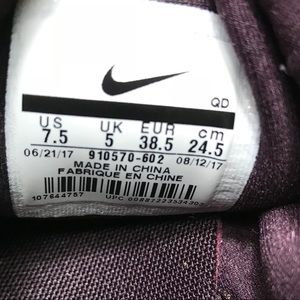 QD
US UK EUR cm
7.5 5 38.5 24.5
06/21/17 910570-602 08/12/17
MADE IN CHINA
FABRIQUE EN CHINE
107644757